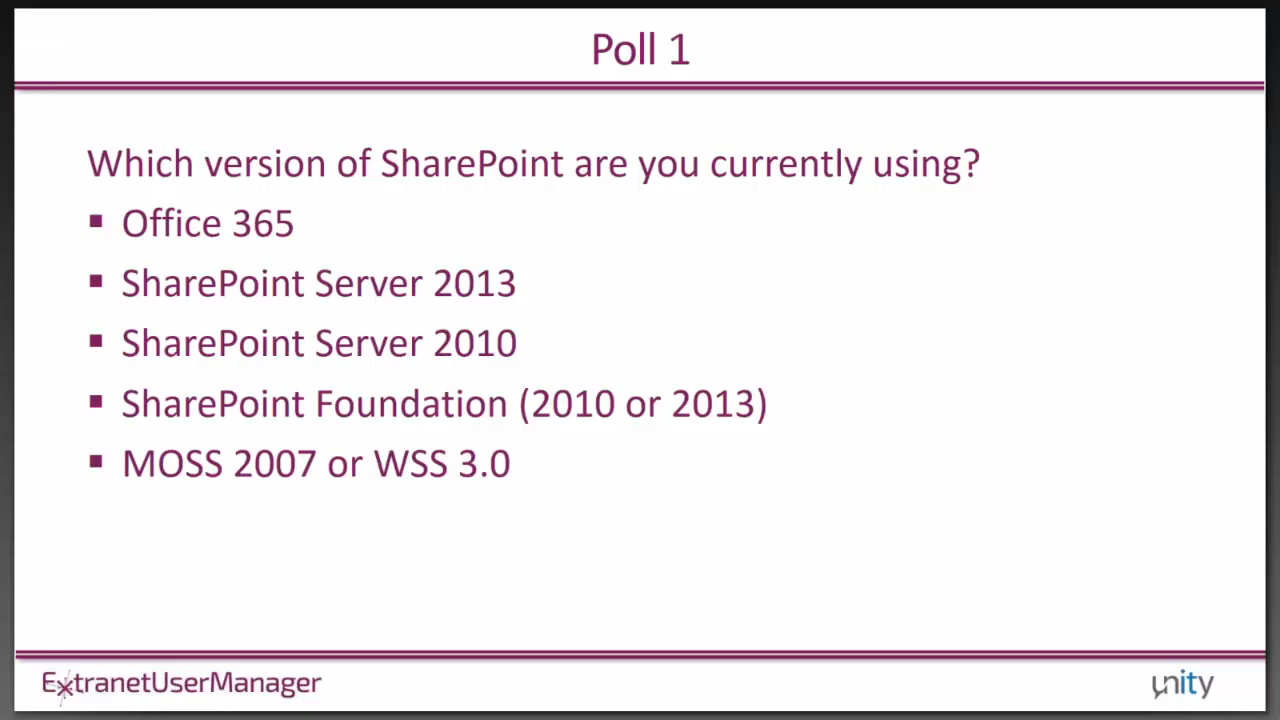 Poll 1
Which version of SharePoint are you currently using?
▪ Office 365
▪ SharePoint Server 2013
▪ SharePoint Server 2010
▪ SharePoint Foundation (2010 or 2013)
▪ MOSS 2007 or WSS 3.0
ExtranetUserManager
unity